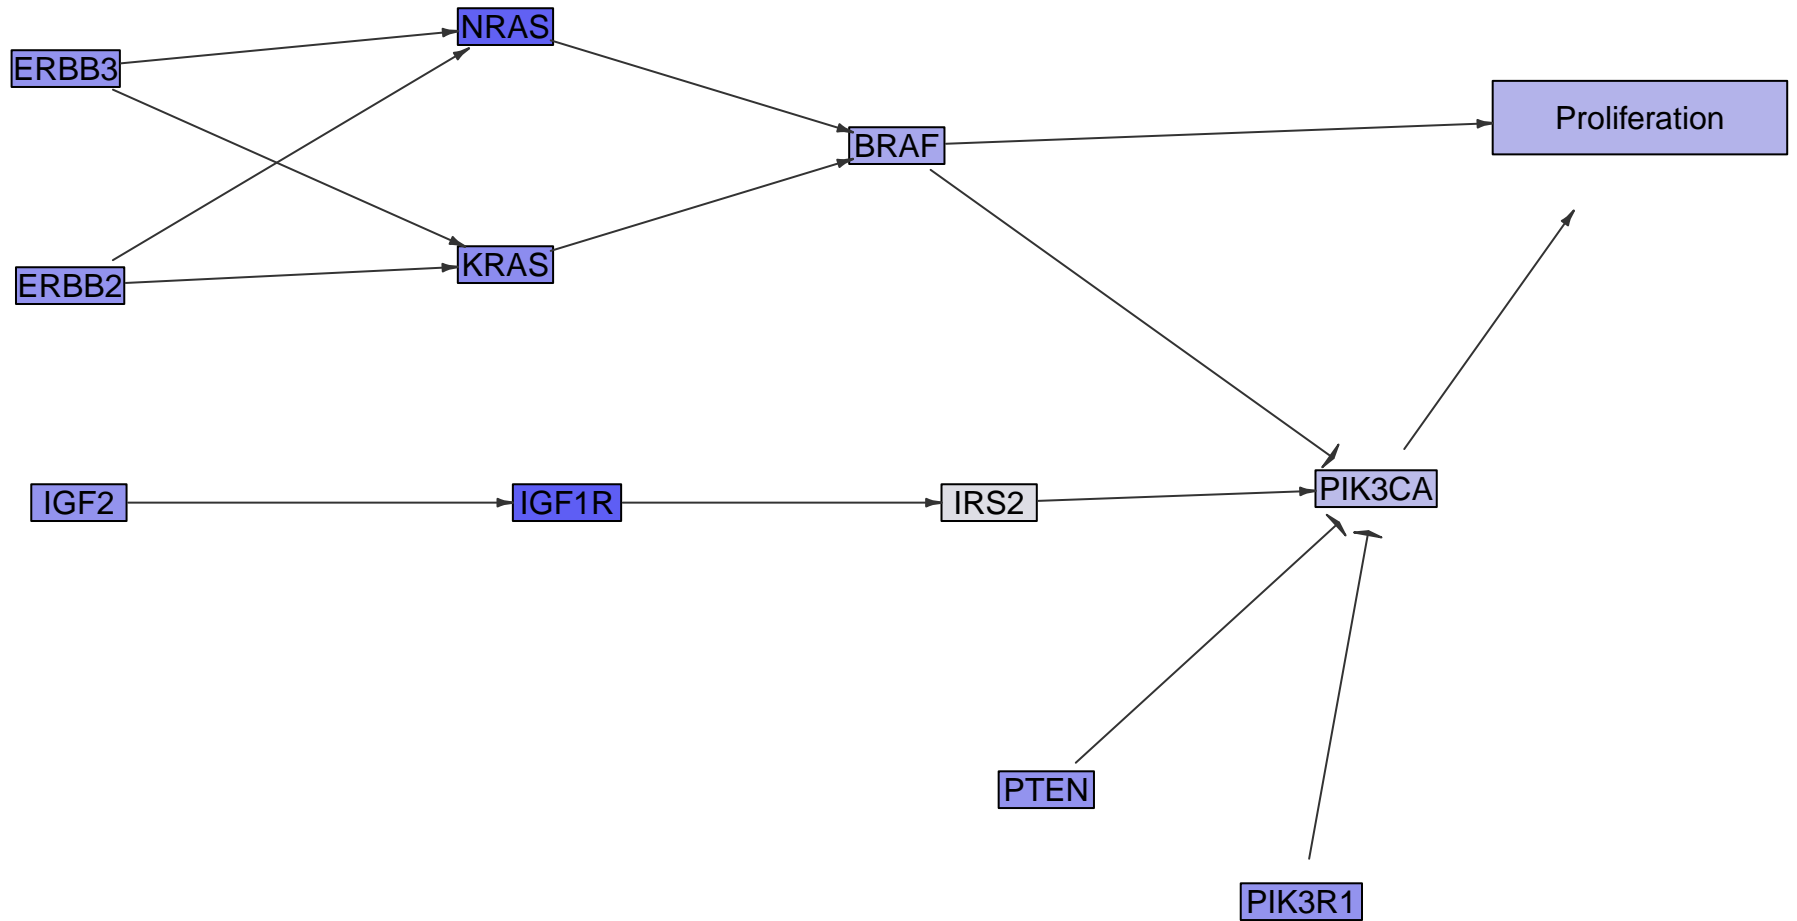 NRAS
ERBB3
Proliferation
BRAF
KRAS
ERBB2
PIK3CA
IGF2
IGF1R
IRS2
PTEN
PIK3R1